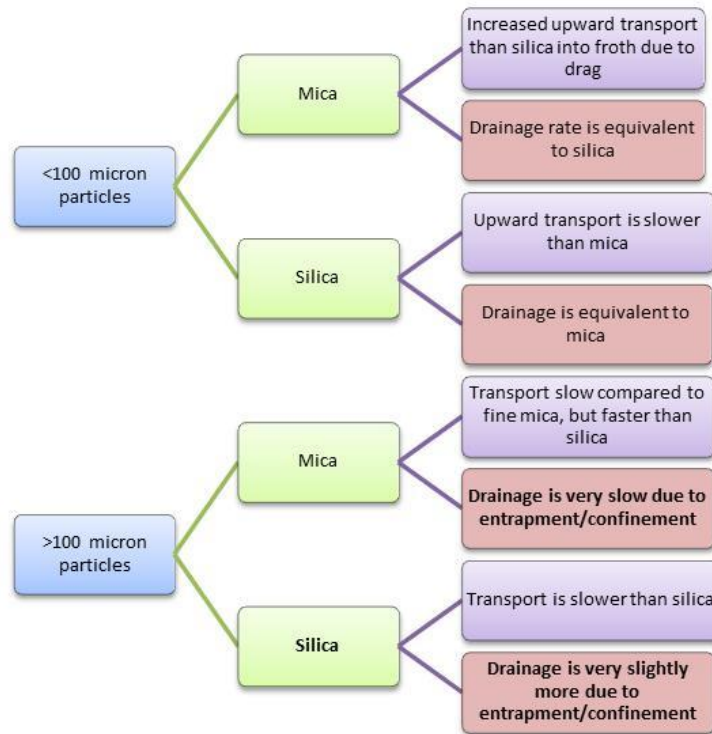 <100 micron
particles
Mica
Increased upward transport
than silica into froth due to
drag
Drainage rate is equivalent
to silica
Silica
Upward transport is slower
than mica
Drainage is equivalent to
mica
>100 micron
particles
Mica
Transport slow compared to
fine mica, but faster than
silica
Drainage is very slow due to
entrapment/confinement
Silica
Transport is slower than silica
Drainage is very slightly
more due to
entrapment/confinement